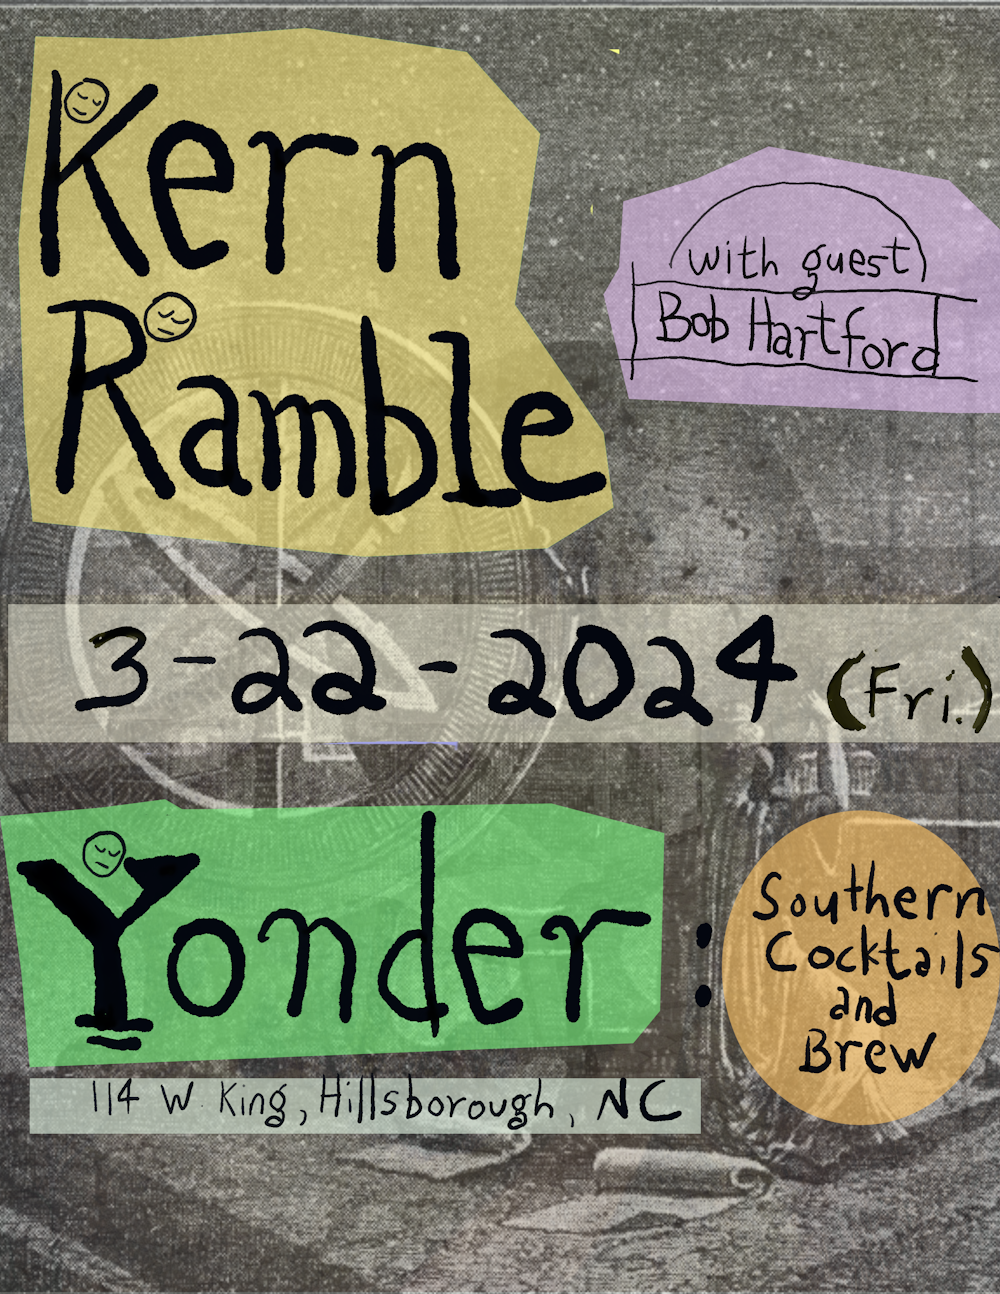 Kern
Ramble
with guest
Bob Hartford
3-22-2024 (Fri.)
Yonder :
Southern
Cocktails
and
Brew
114 W. King, Hillsborough, NC